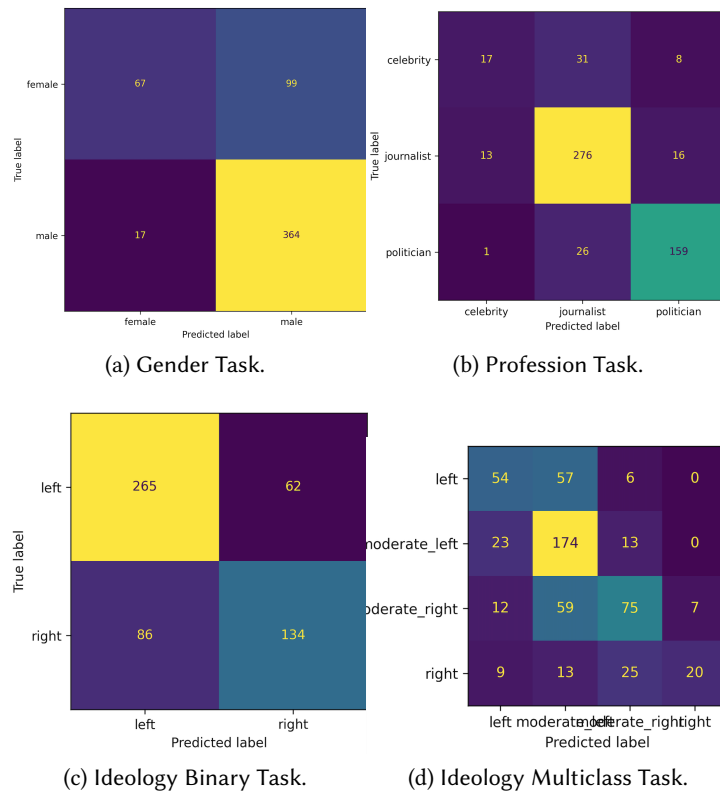 female
67
99
True label
male
17
364
female
male
Predicted label
(a) Gender Task.
celebrity
17
31
8
True label
journalist
13
276
16
politician
1
26
159
celebrity
journalist
politician
Predicted label
(b) Profession Task.
left
265
62
True label
right
86
134
left
right
Predicted label
(c) Ideology Binary Task.
left
54
57
6
0
moderate_left
23
174
13
0
oderate_right
12
59
75
7
right
9
13
25
20
left
moderate_left
moderate_right
right
Predicted label
(d) Ideology Multiclass Task.